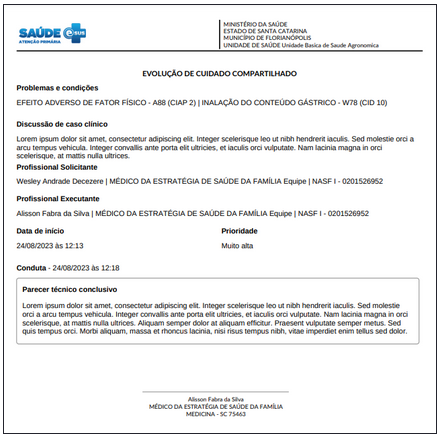 SAÚDE e-SUS
ATENÇÃO PRIMÁRIA
MINISTÉRIO DA SAÚDE
ESTADO DE SANTA CATARINA
MUNICÍPIO DE FLORIANÓPOLIS
UNIDADE DE SAÚDE Unidade Basica de Saude Agronomica
EVOLUÇÃO DE CUIDADO COMPARTILHADO
Problemas e condições
EFEITO ADVERSO DE FATOR FÍSICO - A88 (CIAP 2) | INALAÇÃO DO CONTEÚDO GÁSTRICO - W78 (CID 10)
Discussão de caso clínico
Lorem ipsum dolor sit amet, consectetur adipiscing elit. Integer scelerisque leo ut nibh hendrerit iaculis. Sed molestie orci a
arcu tempus vehicula. Integer convallis ante porta elit ultricies, et iaculis orci vulputate. Nam lacinia magna in orci
scelerisque, at mattis nulla ultrices.
Profissional Solicitante
Wesley Andrade Decezere | MÉDICO DA ESTRATÉGIA DE SAÚDE DA FAMÍLIA Equipe | NASF I - 0201526952
Profissional Executante
Alisson Fabra da Silva | MÉDICO DA ESTRATÉGIA DE SAÚDE DA FAMÍLIA Equipe | NASF I - 0201526952
Data de início
Prioridade
24/08/2023 às 12:13
Muito alta
Conduta - 24/08/2023 às 12:18
Parecer técnico conclusivo
Lorem ipsum dolor sit amet, consectetur adipiscing elit. Integer scelerisque leo ut nibh hendrerit iaculis. Sed molestie
orci a arcu tempus vehicula. Integer convallis ante porta elit ultricies, et iaculis orci vulputate. Nam lacinia magna in orci
scelerisque, at mattis nulla ultrices. Aliquam semper dolor at aliquam efficitur. Praesent vulputate semper metus. Sed
quis tempus orci. Morbi aliquam, massa et rhoncus lacinia, nisi risus tempus nibh, vitae imperdiet enim tellus sed dolor.
Alisson Fabra da Silva
MÉDICO DA ESTRATÉGIA DE SAÚDE DA FAMÍLIA
MEDICINA - SC 75463